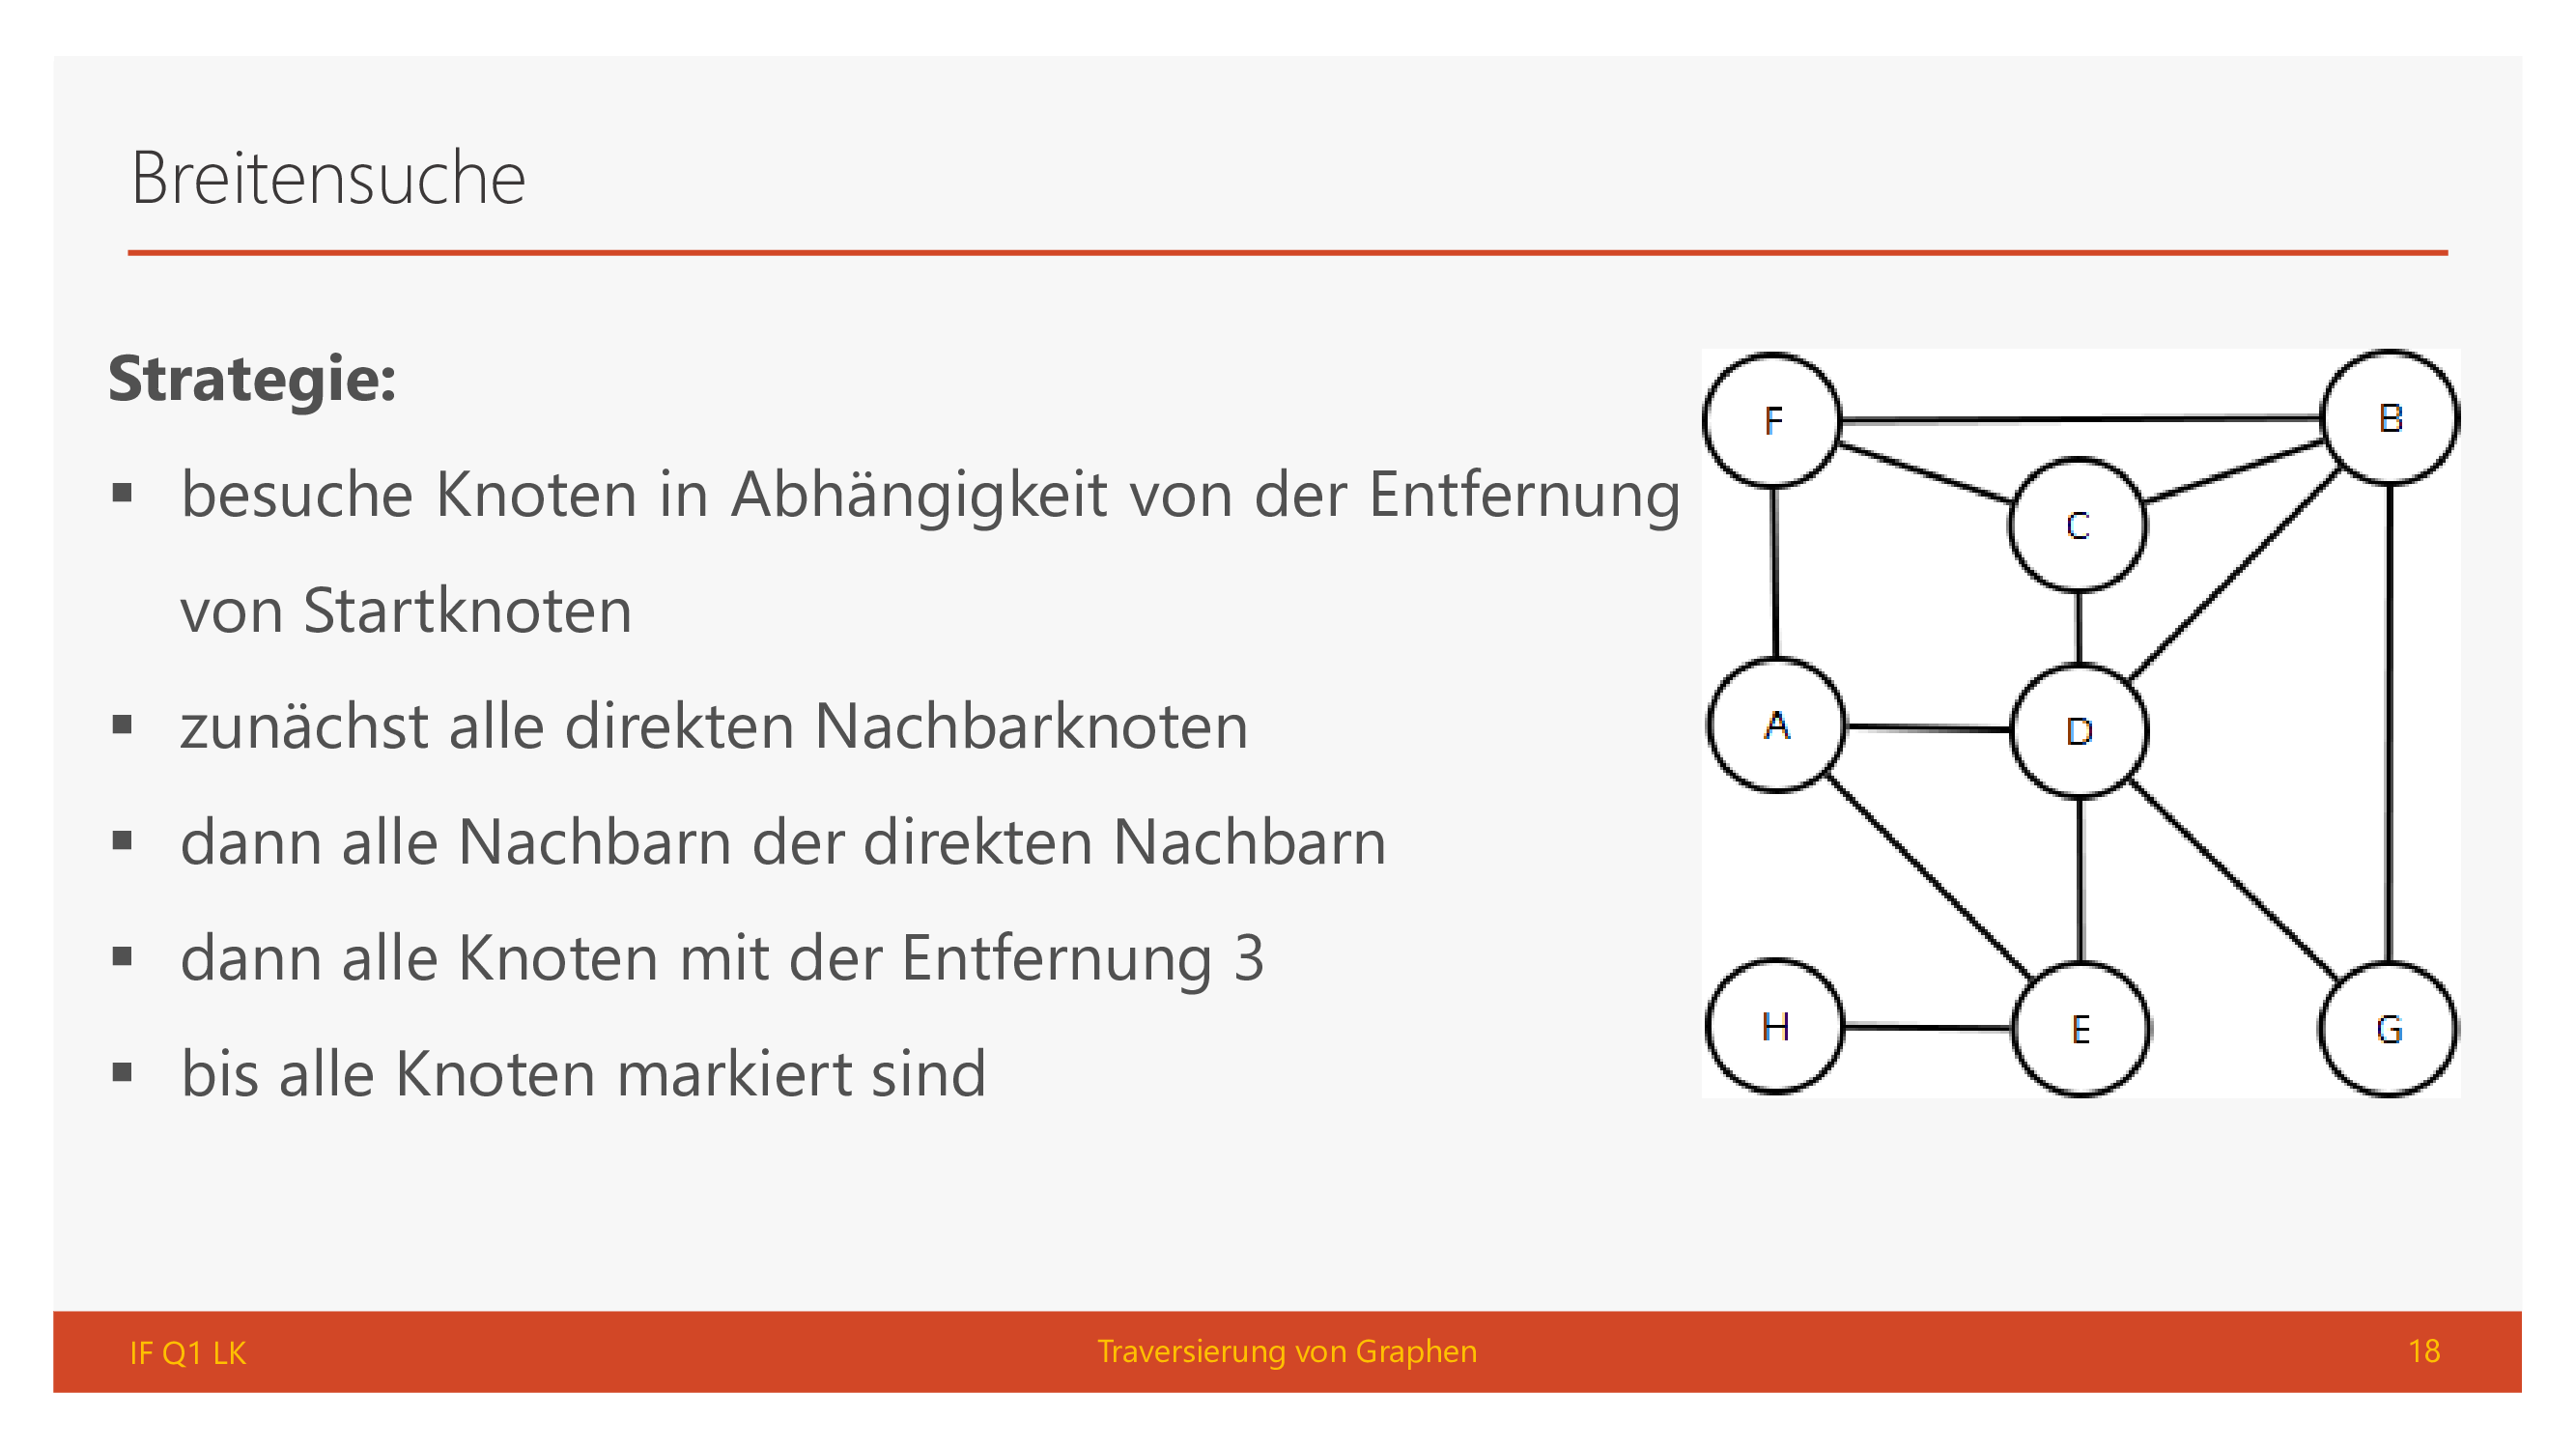 Breitensuche
Strategie:
▪ besuche Knoten in Abhängigkeit von der Entfernung
von Startknoten
▪ zunächst alle direkten Nachbarknoten
▪ dann alle Nachbarn der direkten Nachbarn
▪ dann alle Knoten mit der Entfernung 3
▪ bis alle Knoten markiert sind
F
B
C
A
D
H
E
G
IF Q1 LK
Traversierung von Graphen
18